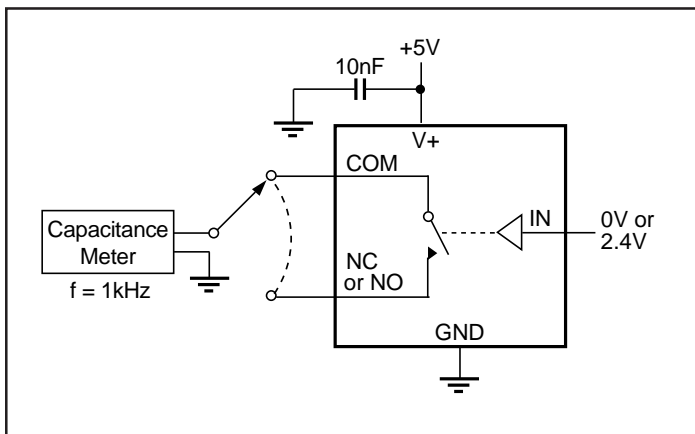 +5V
10nF
V+
COM
IN
0V or
2.4V
Capacitance
Meter
f = 1kHz
NC
or NO
GND